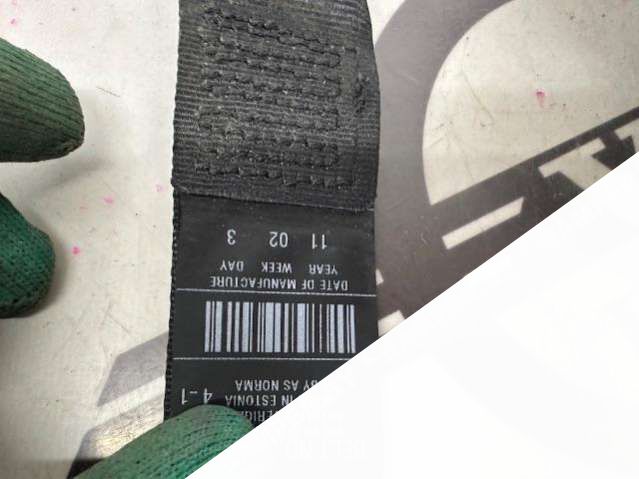 IN ESTONIA 4-1
BY AS NORMA
DATE OF MANUFACTURE
YEAR WEEK DAY
11 02 3